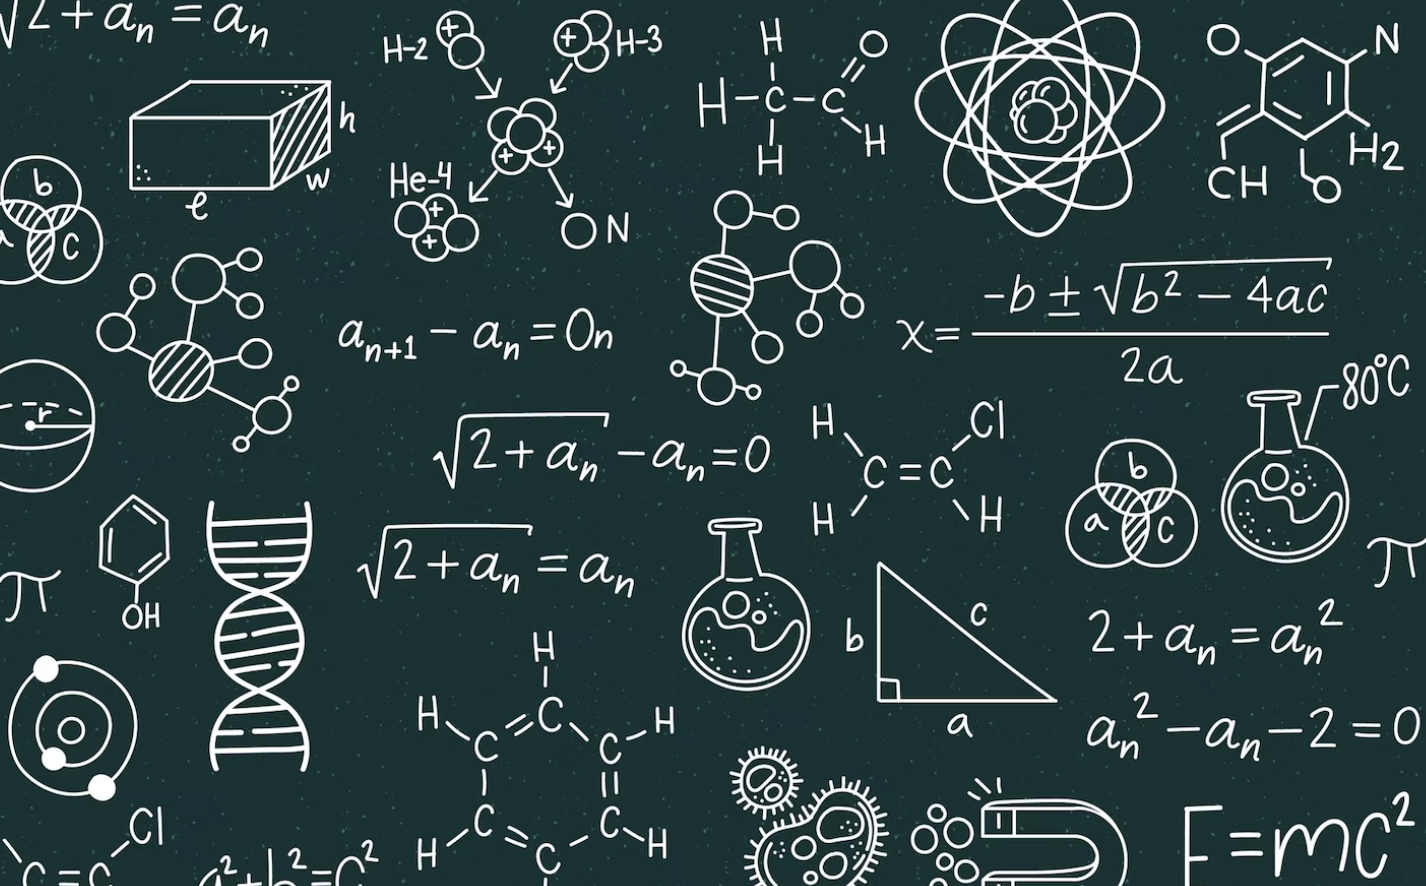 √2 + aₙ = aₙ
H-2
H-3
He-4
N
h
w
l
b
a
c
H
H-C-C
O
H
H
O
N
CH
H2
O
aₙ₊₁ - aₙ = 0n
x = -b ± √b² - 4ac
2a
80°C
r
√2 + aₙ - aₙ = 0
H
Cl
C=C
H
H
b
a
c
√2 + aₙ = aₙ
π
OH
π
b
c
a
2 + aₙ = aₙ²
aₙ² - aₙ - 2 = 0
H
H
C
H
C
C
C
C
H
C
H
Cl
C=C
a² + b² = c²
E=mc²